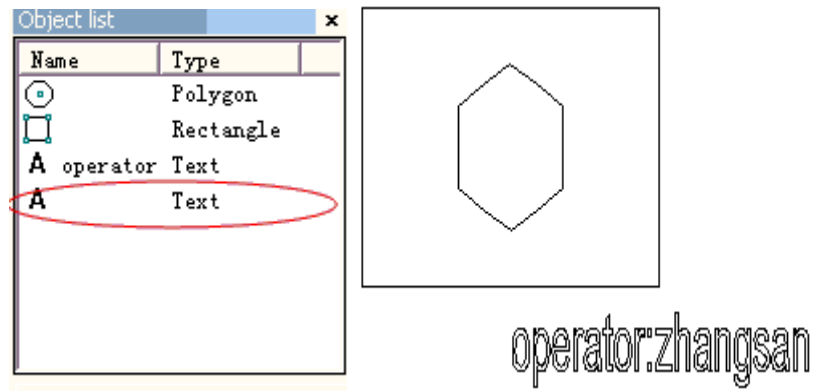 Object list
Name Type
Polygon
Rectangle
A operator Text
A Text
operator:zhangsan